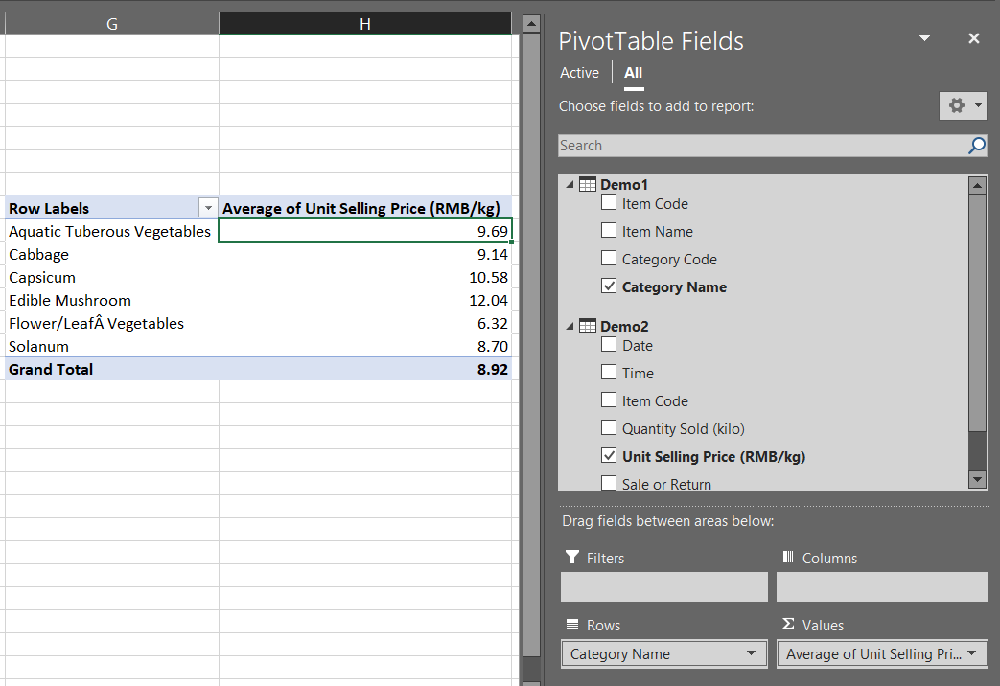 G H
Row Labels Average of Unit Selling Price (RMB/kg)
Aquatic Tuberous Vegetables 9.69
Cabbage 9.14
Capsicum 10.58
Edible Mushroom 12.04
Flower/LeafÂ Vegetables 6.32
Solanum 8.70
Grand Total 8.92
PivotTable Fields
Active All
Choose fields to add to report:
Search
Demo1
Item Code
Item Name
Category Code
Category Name
Demo2
Date
Time
Item Code
Quantity Sold (kilo)
Unit Selling Price (RMB/kg)
Sale or Return
Drag fields between areas below:
Filters Columns
Rows Σ Values
Category Name Average of Unit Selling Pri...